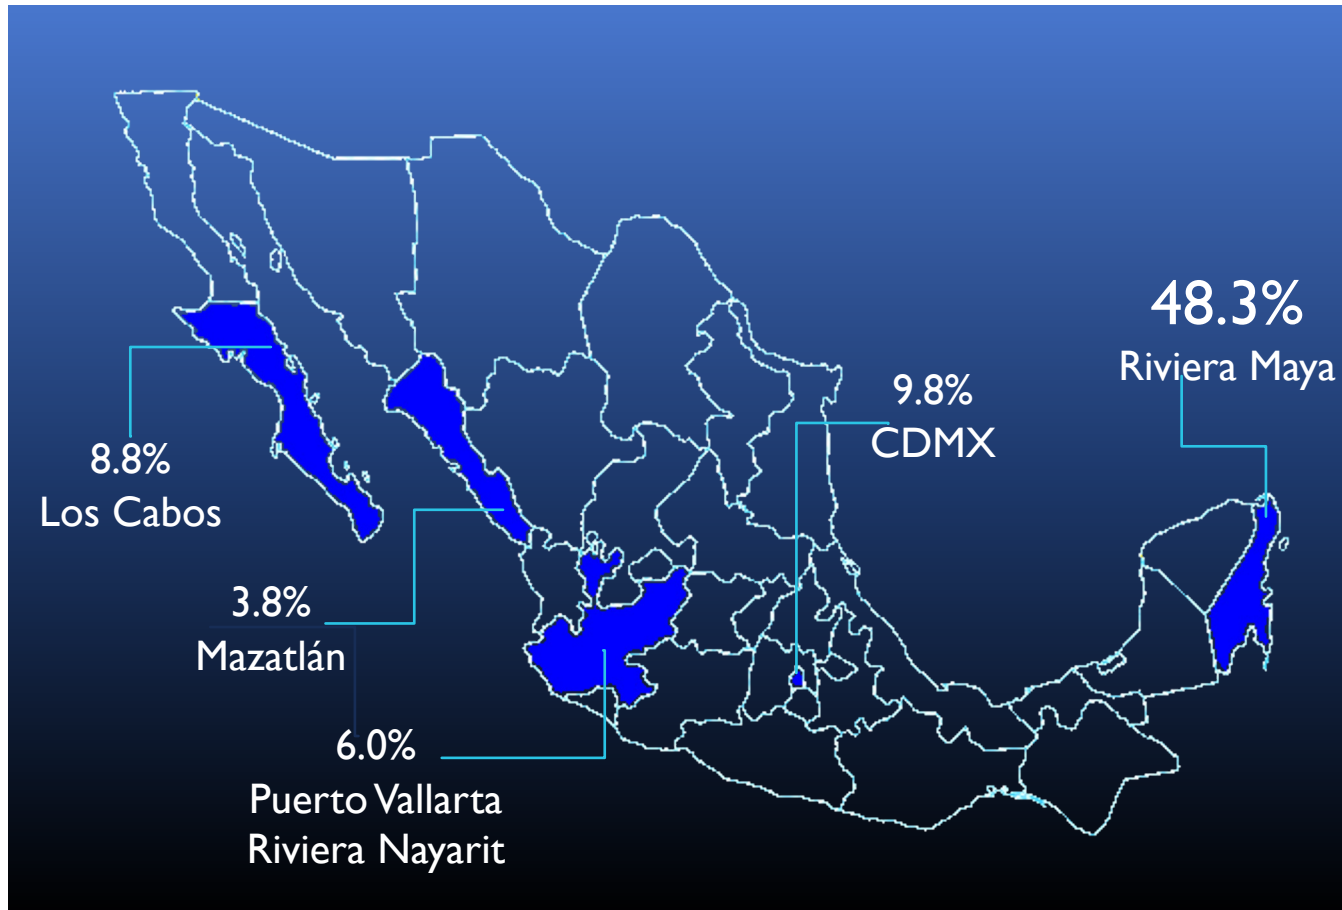 48.3%
Riviera Maya
9.8%
CDMX
8.8%
Los Cabos
3.8%
Mazatlán
6.0%
Puerto Vallarta
Riviera Nayarit